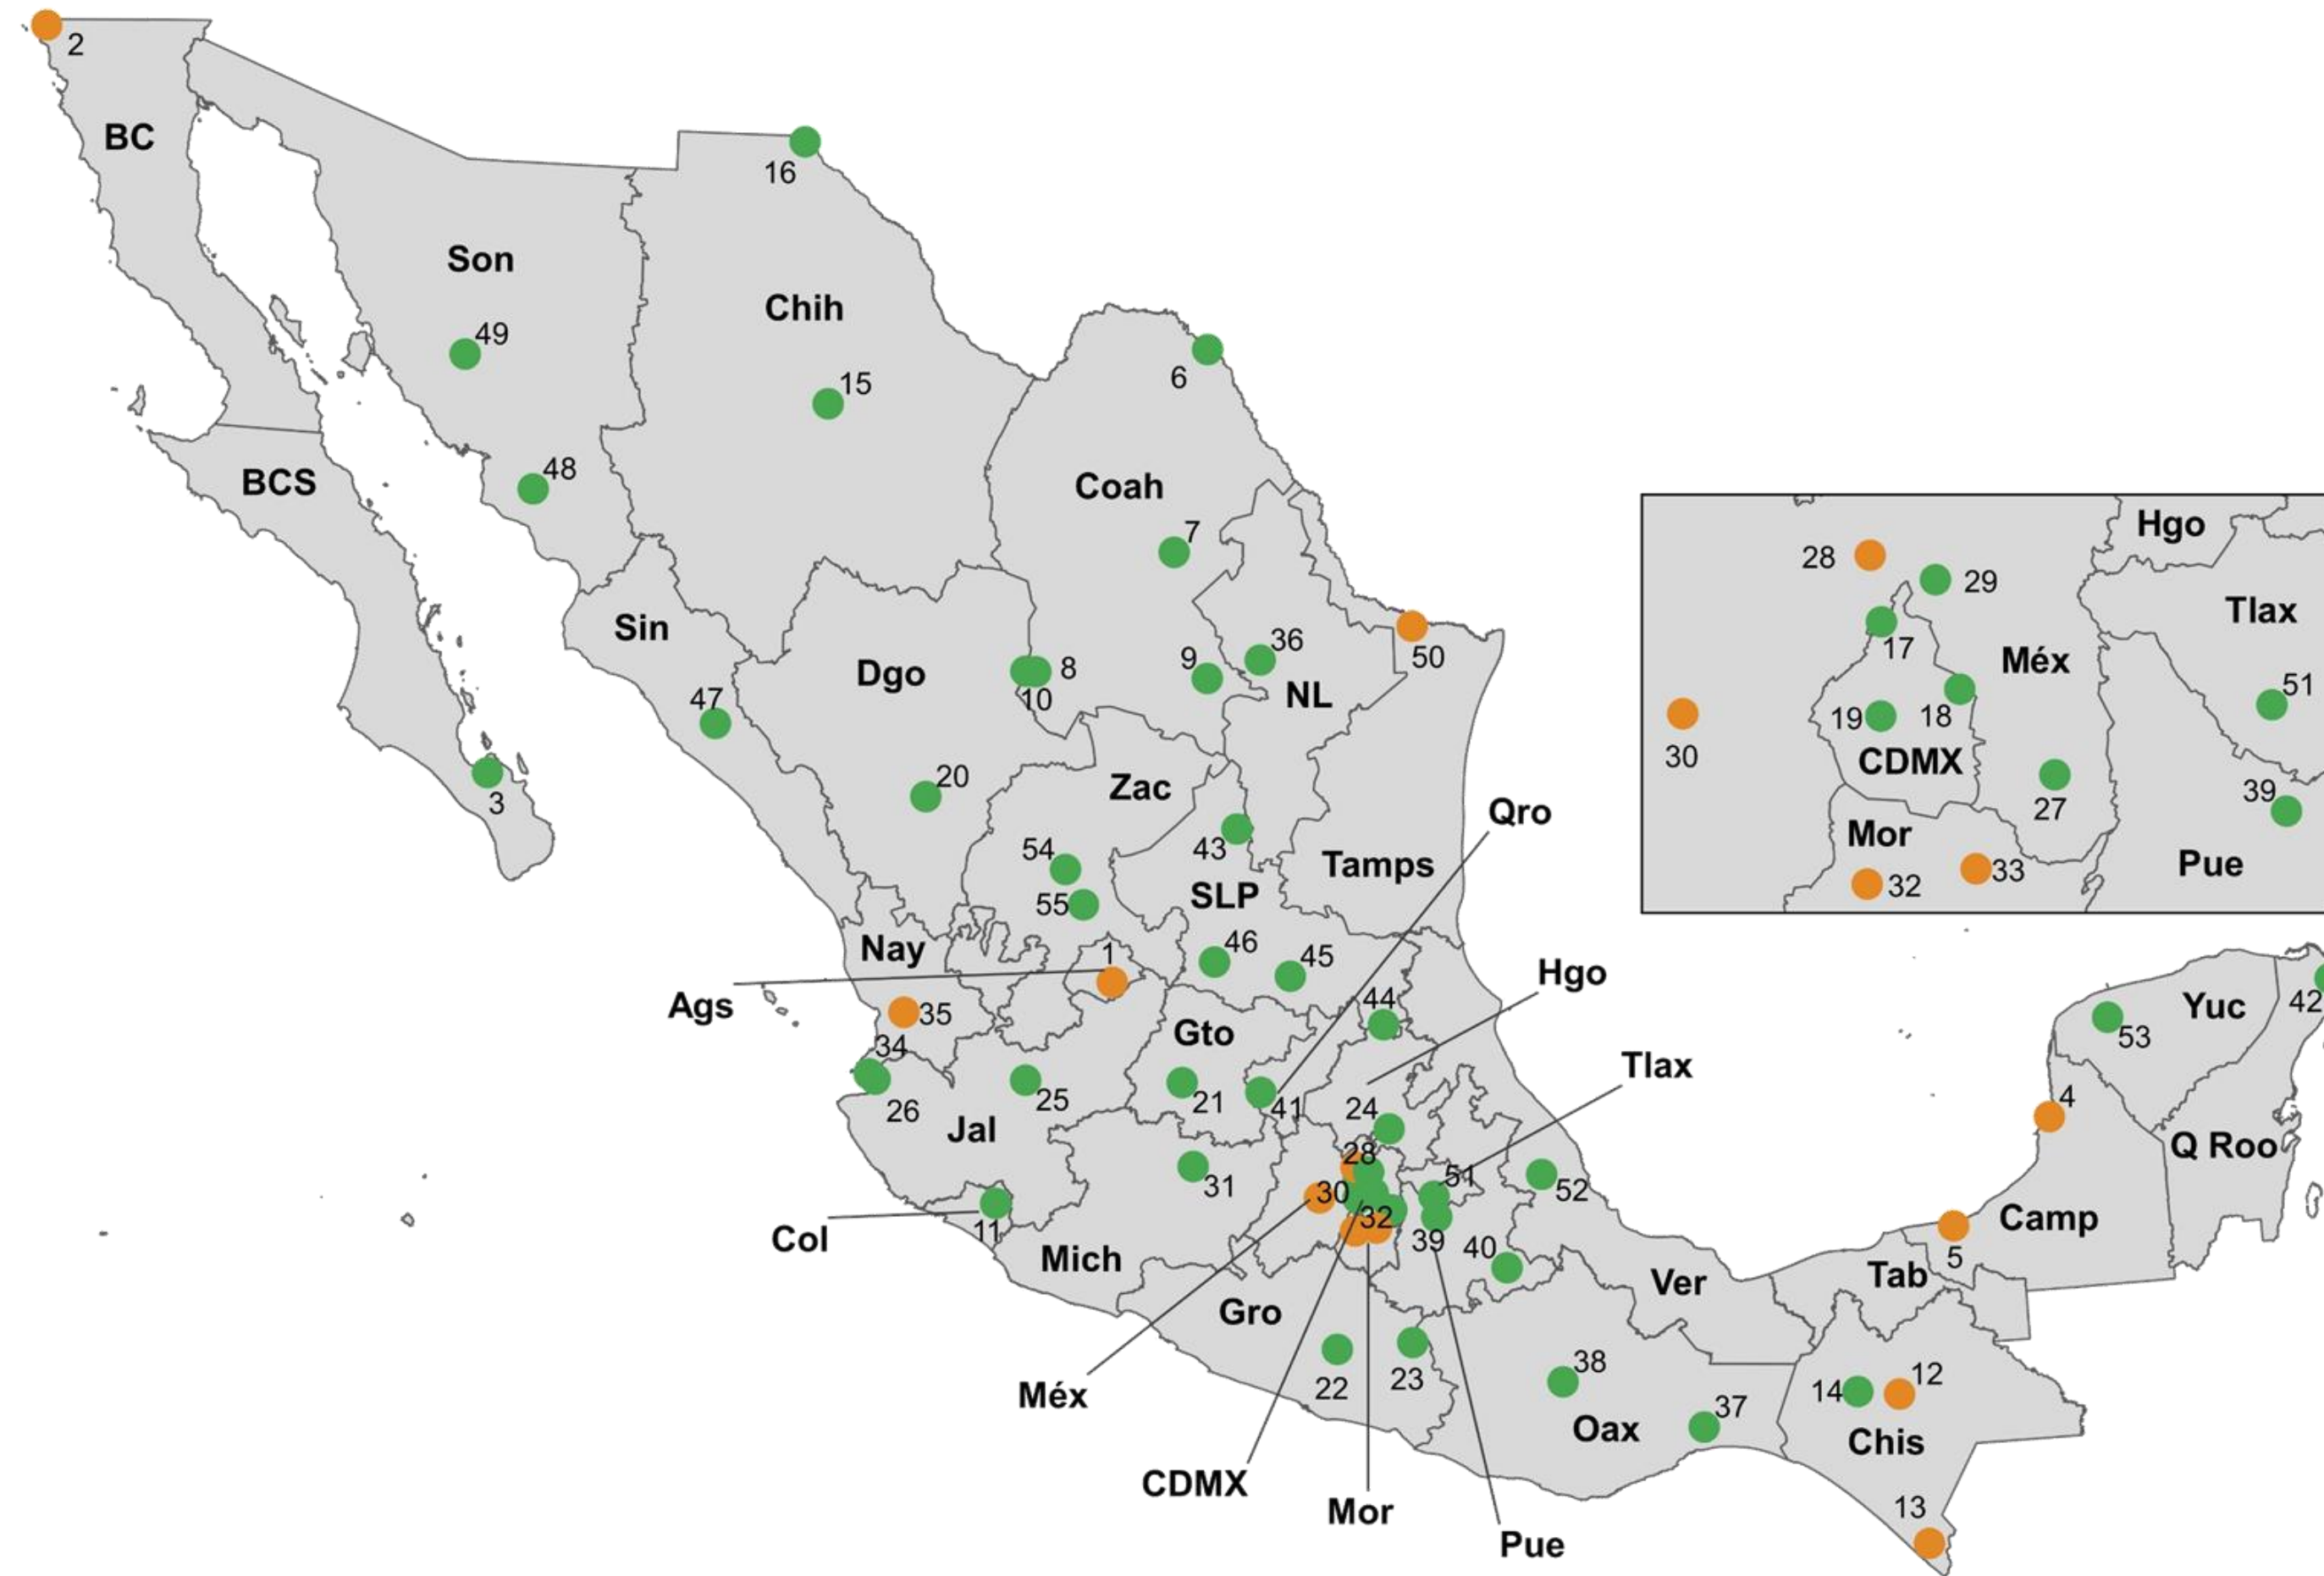 2
BC
16
Son
Chih
49
15
6
BCS
48
Coah
7
Hgo
28
29
Tlax
17
Méx
51
30
19
18
CDMX
27
39
Mor
Pue
32
33
Sin
Dgo
8
10
9
36
NL
50
47
3
20
Zac
Qro
54
43
Tamps
55
SLP
Nay
1
46
45
Hgo
Ags
35
44
Yuc
42
53
34
Gto
Tlax
4
26
25
21
41
24
Jal
28
Q Roo
31
30
51
52
Col
11
32
39
40
Camp
5
Mich
Ver
Tab
Gro
22
23
38
14
12
37
Méx
Oax
Chis
CDMX
Mor
13
Pue